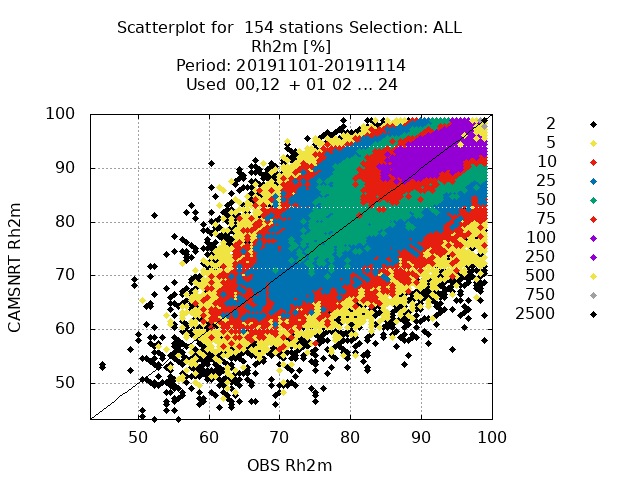 Scatterplot for  154 stations Selection: ALL
Rh2m [%]
Period: 20191101-20191114
Used  00,12  + 01 02 ... 24
100
90
80
70
60
50
CAMSNRT Rh2m
50 60 70 80 90 100
OBS Rh2m
2
5
10
25
50
75
100
250
500
750
2500